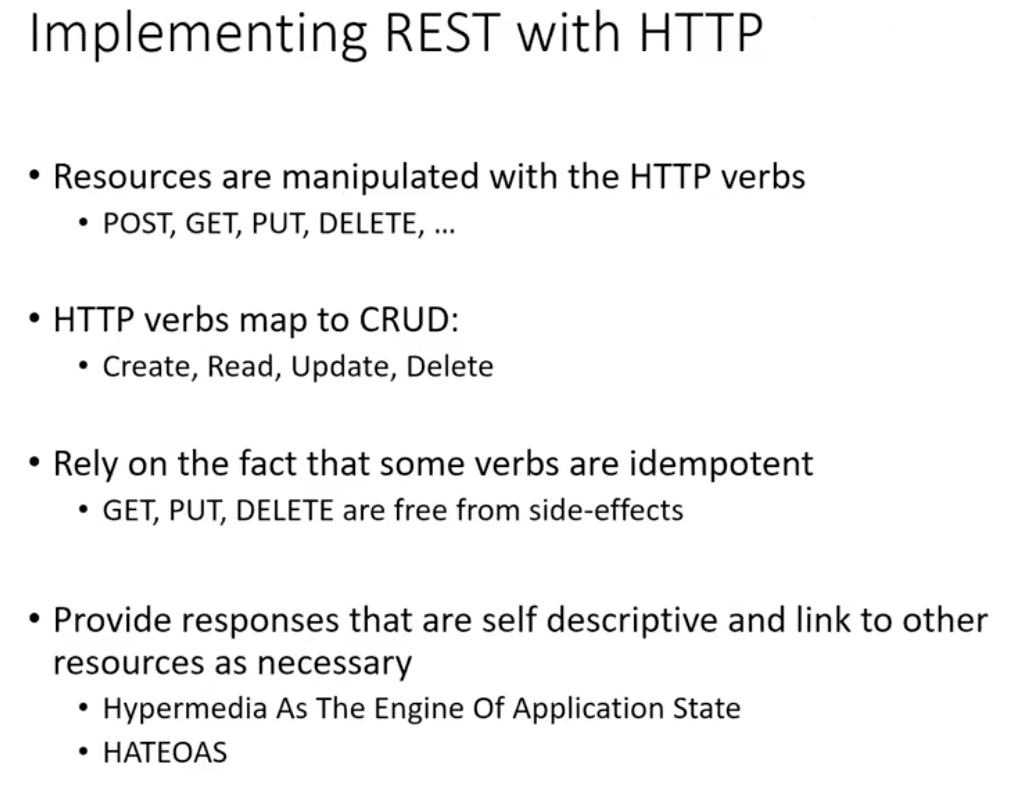 Implementing REST with HTTP
• Resources are manipulated with the HTTP verbs
• POST, GET, PUT, DELETE, ...
• HTTP verbs map to CRUD:
• Create, Read, Update, Delete
• Rely on the fact that some verbs are idempotent
• GET, PUT, DELETE are free from side-effects
• Provide responses that are self descriptive and link to other
resources as necessary
• Hypermedia As The Engine Of Application State
• HATEOAS